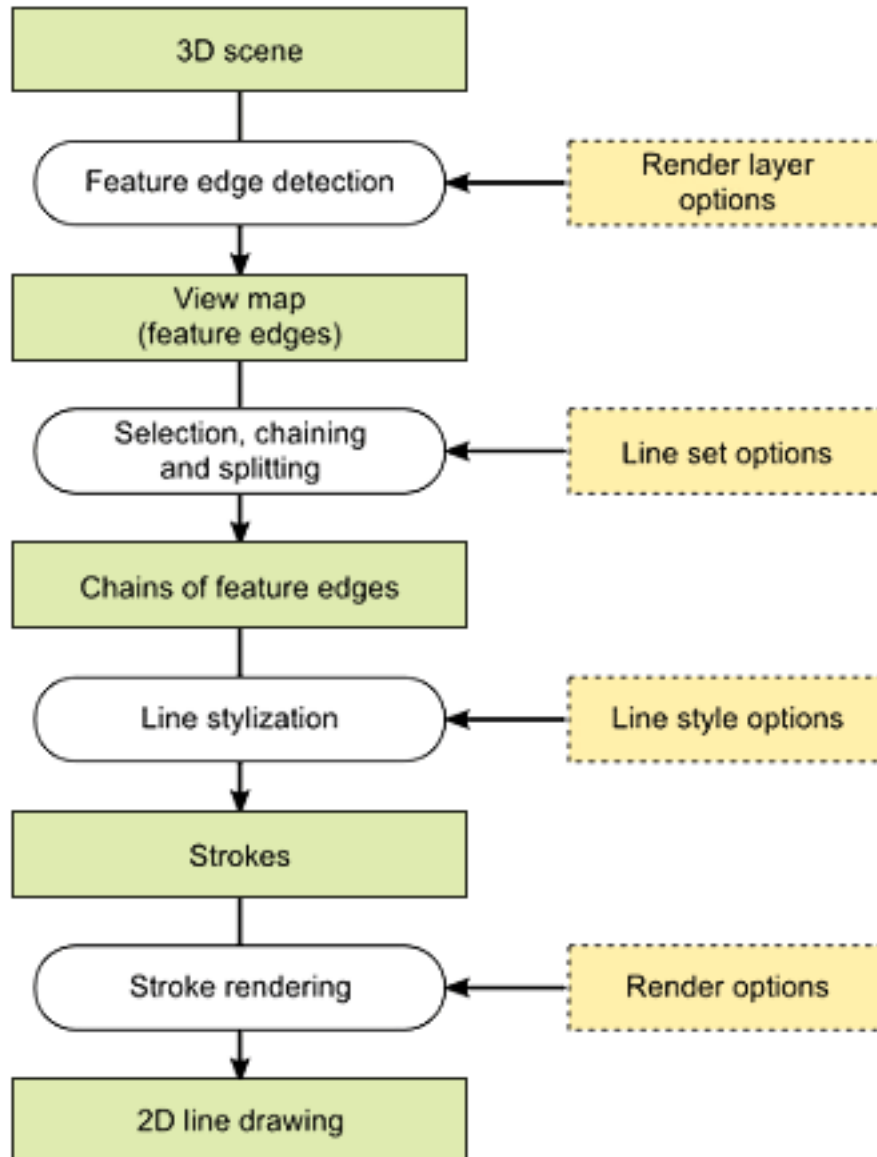 3D scene
Feature edge detection
Render layer
options
View map
(feature edges)
Selection, chaining
and splitting
Line set options
Chains of feature edges
Line stylization
Line style options
Strokes
Stroke rendering
Render options
2D line drawing